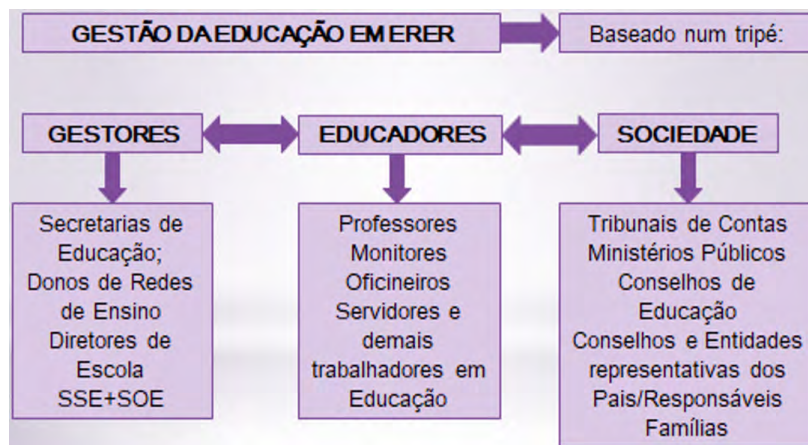 GESTÃO DA EDUCAÇÃO EM ERER
Baseado num tripé:
GESTORES
EDUCADORES
SOCIEDADE
Secretarias de
Educação;
Donos de Redes
de Ensino
Diretores de
Escola
SSE+SOE
Professores
Monitores
Oficineiros
Servidores e
demais
trabalhadores em
Educação
Tribunais de Contas
Ministérios Públicos
Conselhos de
Educação
Conselhos e Entidades
representativas dos
Pais/Responsáveis
Famílias